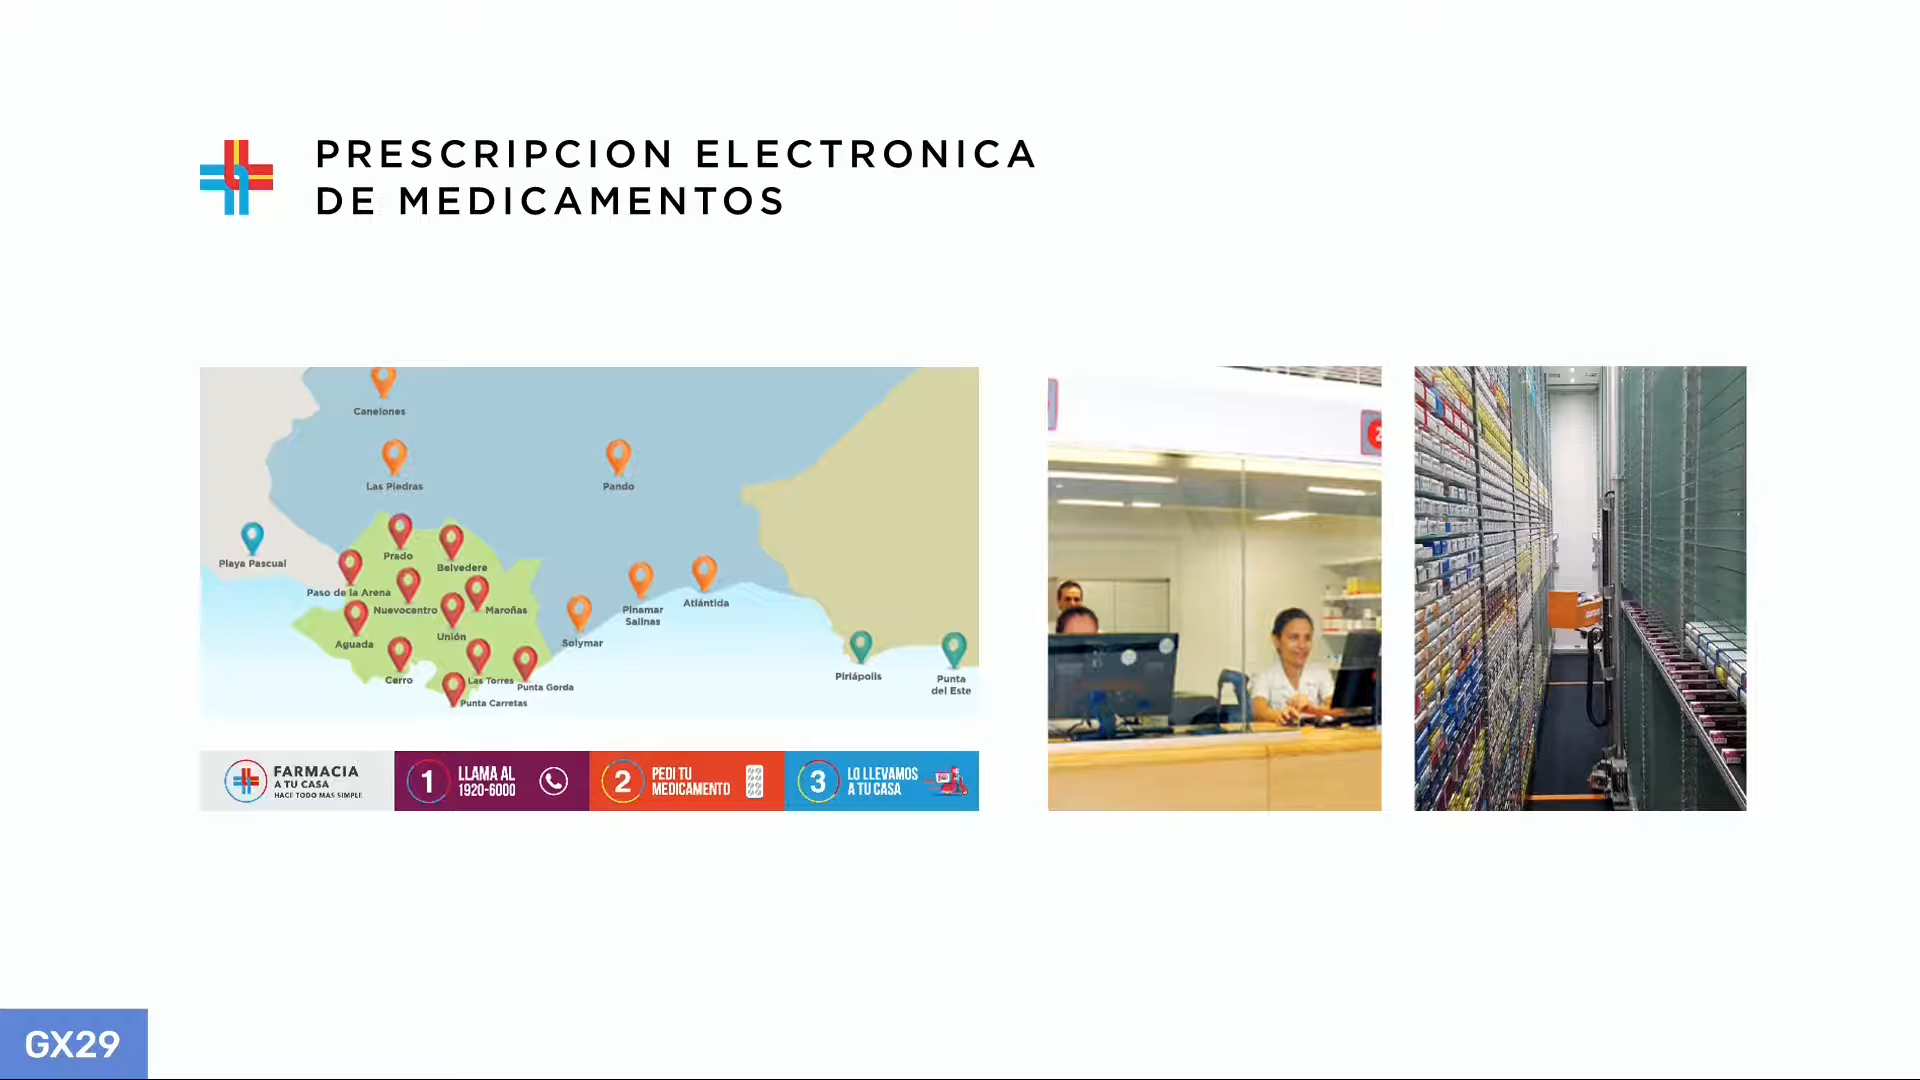 PRESCRIPCION ELECTRONICA
DE MEDICAMENTOS
Canelones
Las Piedras
Pando
Playa Pascual
Prado
Belvedere
Paso de la Arena
Nuevocentro
Maroñas
Aguada
Unión
Cerro
Las Torres
Punta Gorda
Punta Carretas
Solymar
Pinamar
Salinas
Atlántida
Piriápolis
Punta
del Este
FARMACIA
A TU CASA
HACE TODO MAS SIMPLE
1
LLAMA AL
1920-6000
2
PEDI TU
MEDICAMENTO
3
LO LLEVAMOS
A TU CASA
2
GX29